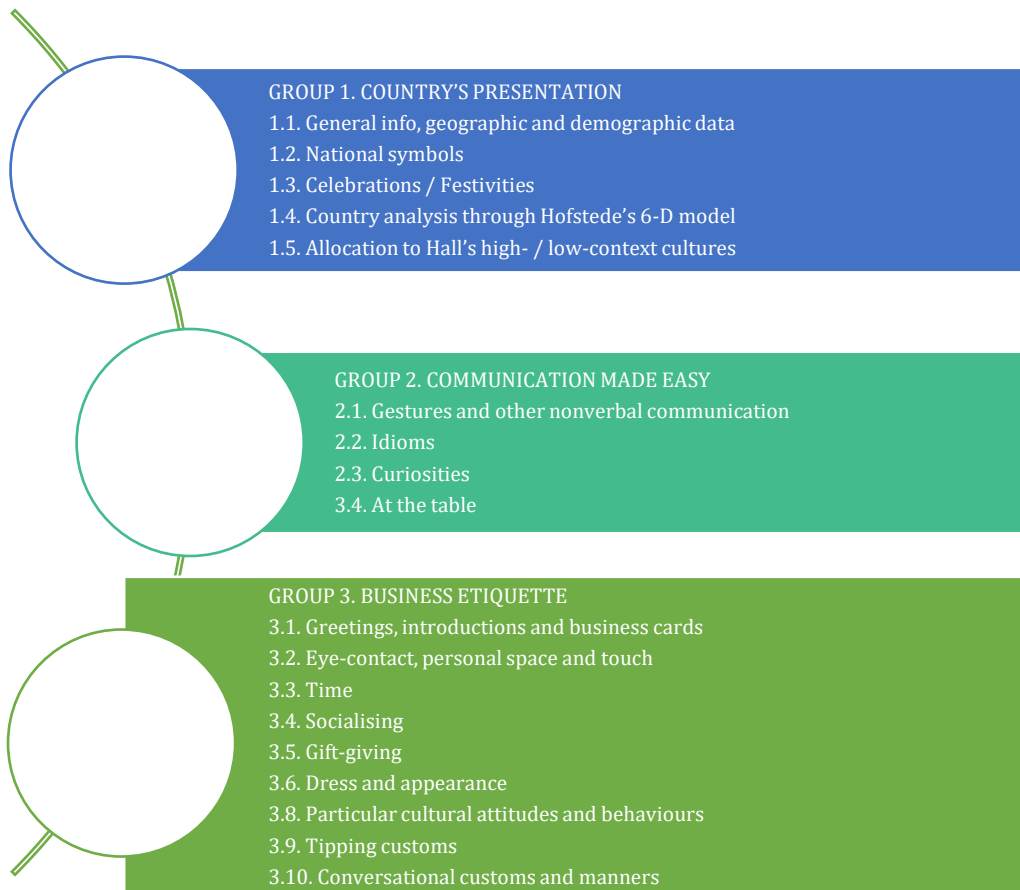 GROUP 1. COUNTRY’S PRESENTATION
1.1. General info, geographic and demographic data
1.2. National symbols
1.3. Celebrations / Festivities
1.4. Country analysis through Hofstede’s 6-D model
1.5. Allocation to Hall’s high- / low-context cultures
GROUP 2. COMMUNICATION MADE EASY
2.1. Gestures and other nonverbal communication
2.2. Idioms
2.3. Curiosities
3.4. At the table
GROUP 3. BUSINESS ETIQUETTE
3.1. Greetings, introductions and business cards
3.2. Eye-contact, personal space and touch
3.3. Time
3.4. Socialising
3.5. Gift-giving
3.6. Dress and appearance
3.8. Particular cultural attitudes and behaviours
3.9. Tipping customs
3.10. Conversational customs and manners